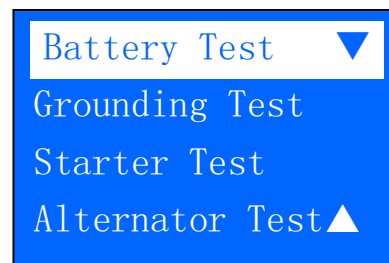 Battery Test ▼
Grounding Test
Starter Test
Alternator Test▲